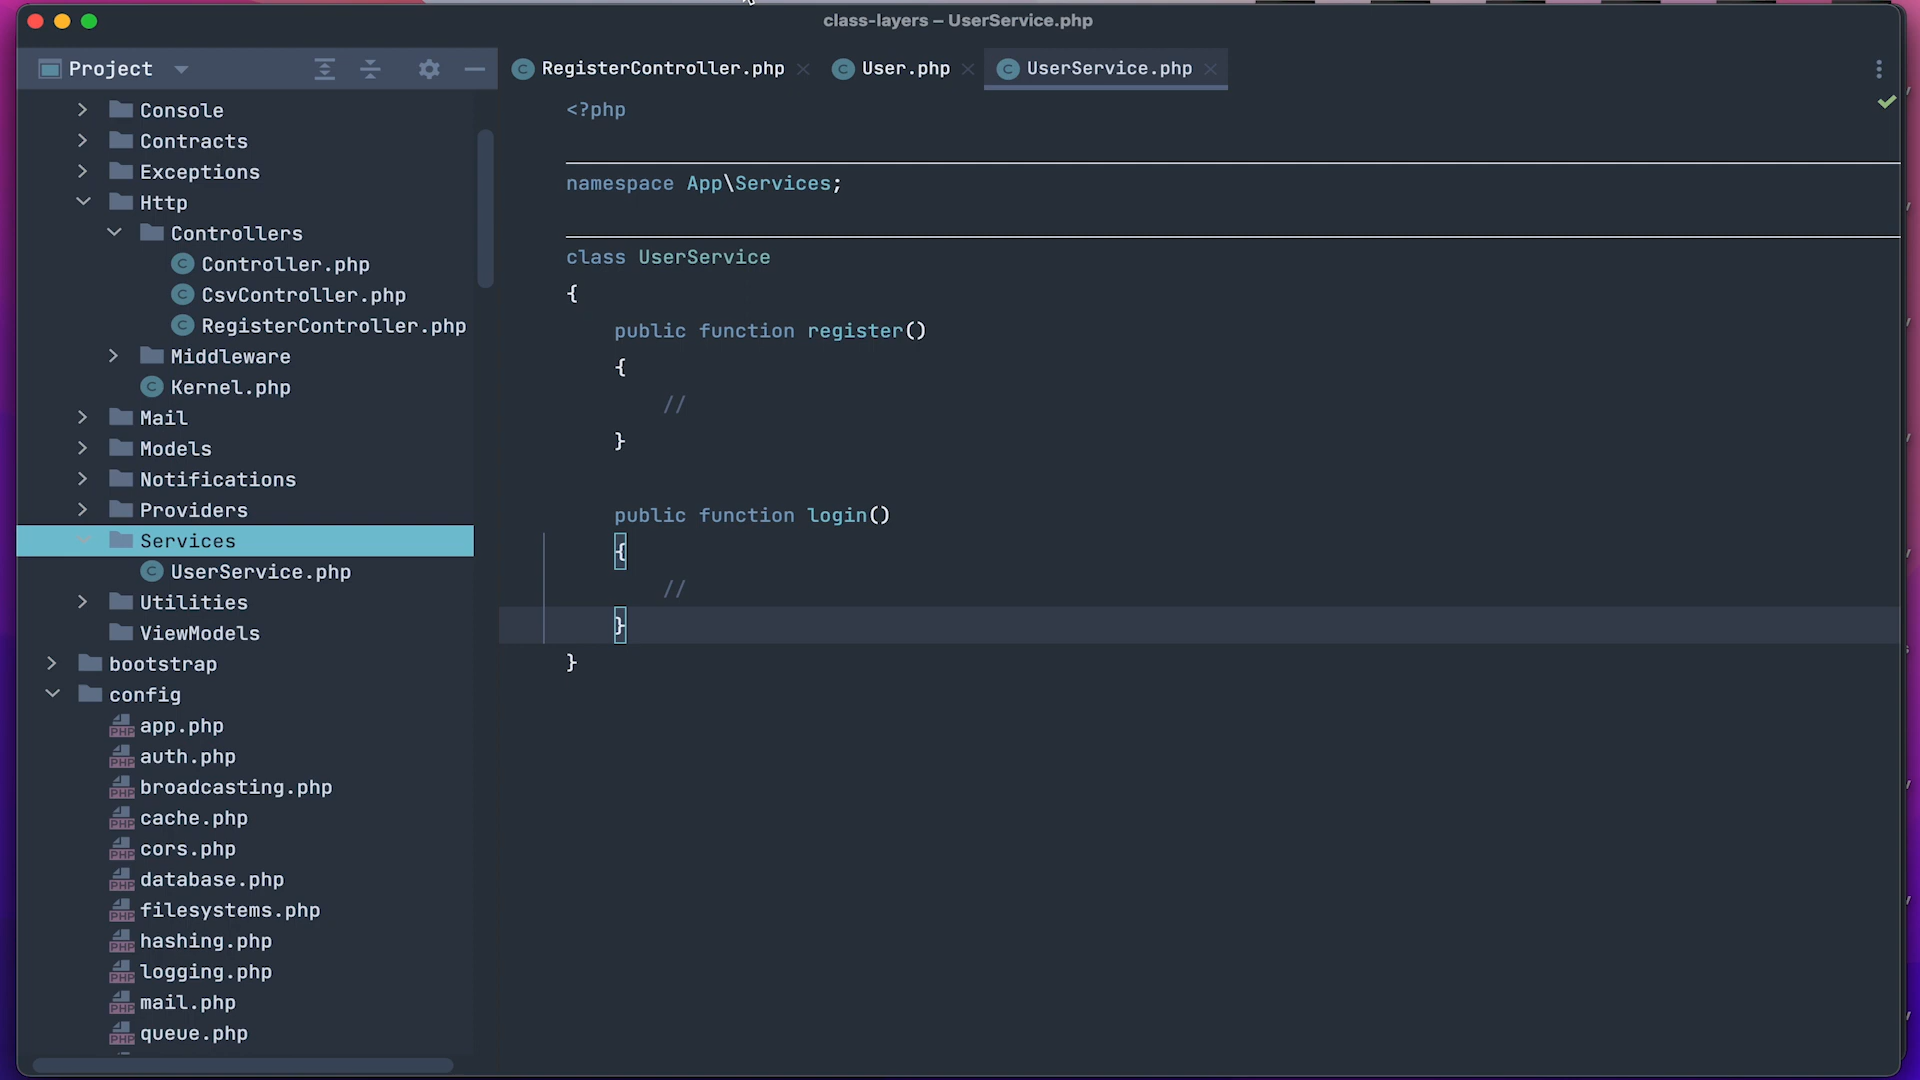 class-layers – UserService.php
Project
RegisterController.php
User.php
UserService.php
Console
Contracts
Exceptions
Http
Controllers
Controller.php
CsvController.php
RegisterController.php
Middleware
Kernel.php
Mail
Models
Notifications
Providers
Services
UserService.php
Utilities
ViewModels
bootstrap
config
app.php
auth.php
broadcasting.php
cache.php
cors.php
database.php
filesystems.php
hashing.php
logging.php
mail.php
queue.php
<?php
namespace App\Services;
class UserService
{
public function register()
{
//
}
public function login()
{
//
}
}